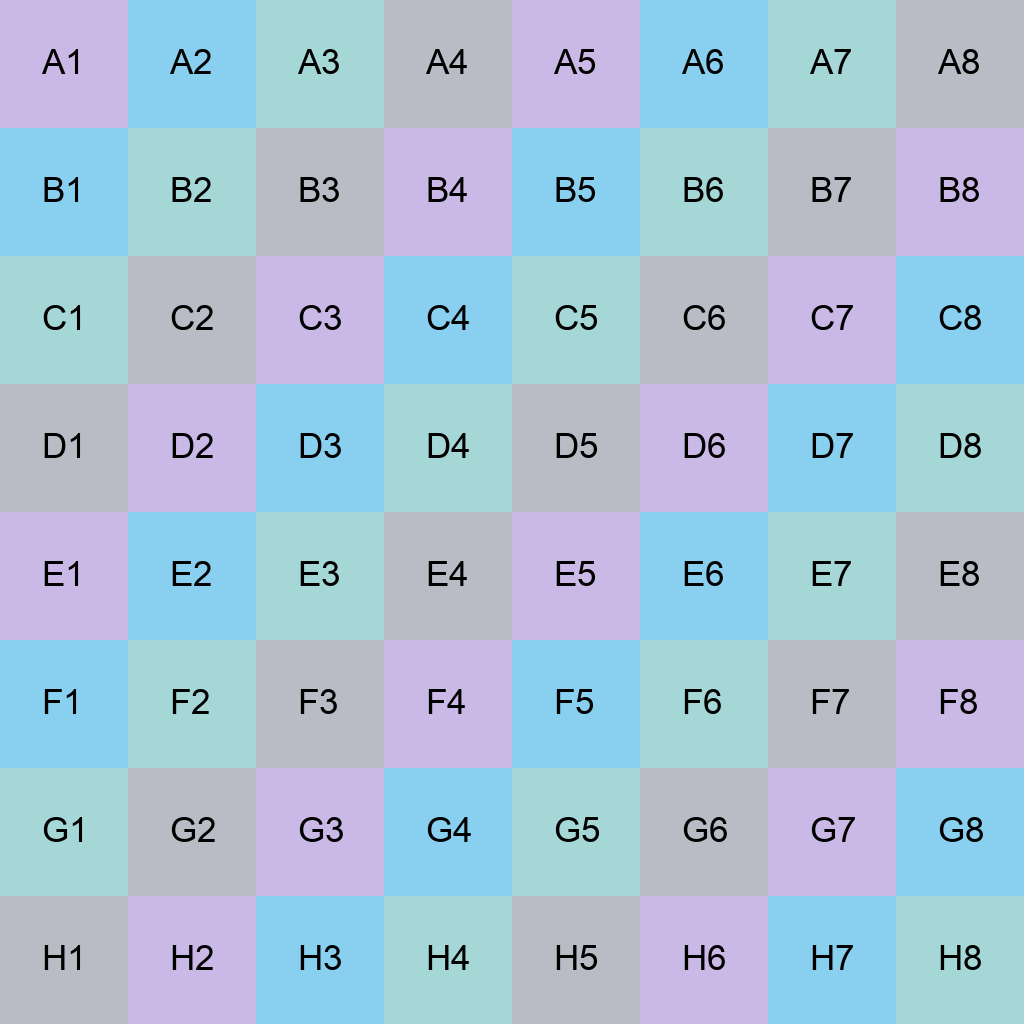 A1 A2 A3 A4 A5 A6 A7 A8
B1 B2 B3 B4 B5 B6 B7 B8
C1 C2 C3 C4 C5 C6 C7 C8
D1 D2 D3 D4 D5 D6 D7 D8
E1 E2 E3 E4 E5 E6 E7 E8
F1 F2 F3 F4 F5 F6 F7 F8
G1 G2 G3 G4 G5 G6 G7 G8
H1 H2 H3 H4 H5 H6 H7 H8